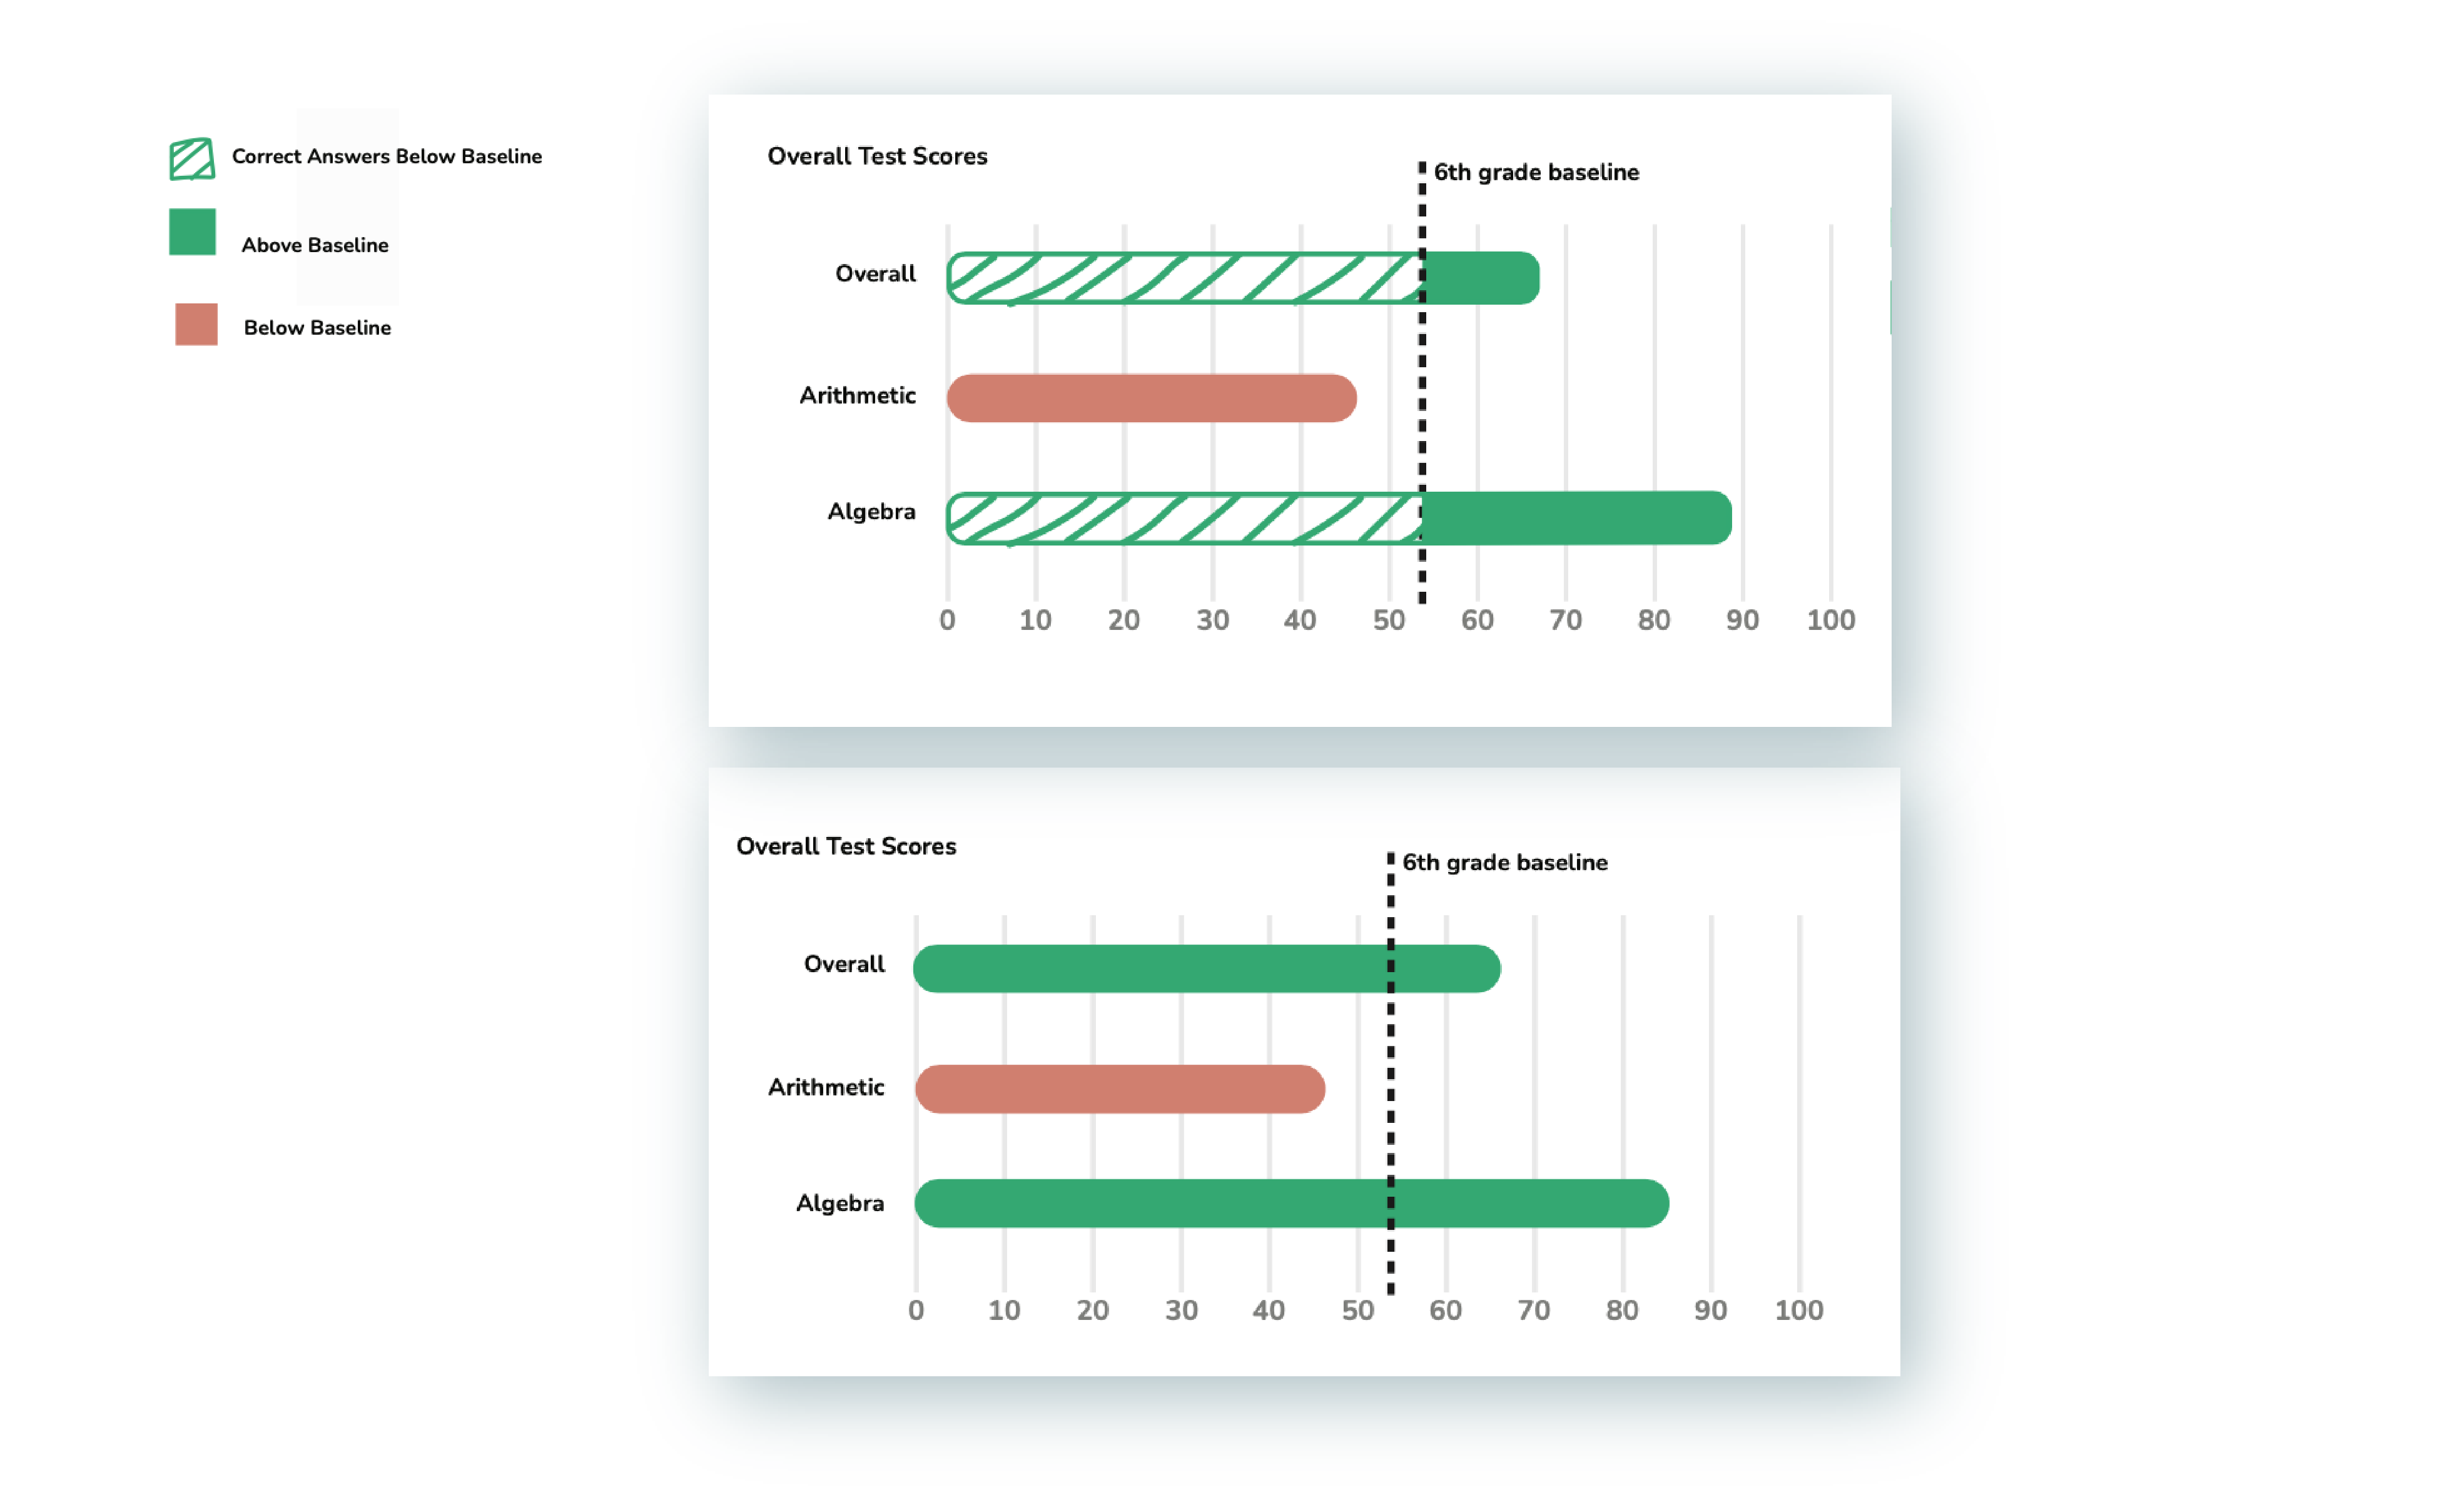 Correct Answers Below Baseline
Above Baseline
Below Baseline
Overall Test Scores
6th grade baseline
Overall
Arithmetic
Algebra
0 10 20 30 40 50 60 70 80 90 100
Overall Test Scores
6th grade baseline
Overall
Arithmetic
Algebra
0 10 20 30 40 50 60 70 80 90 100